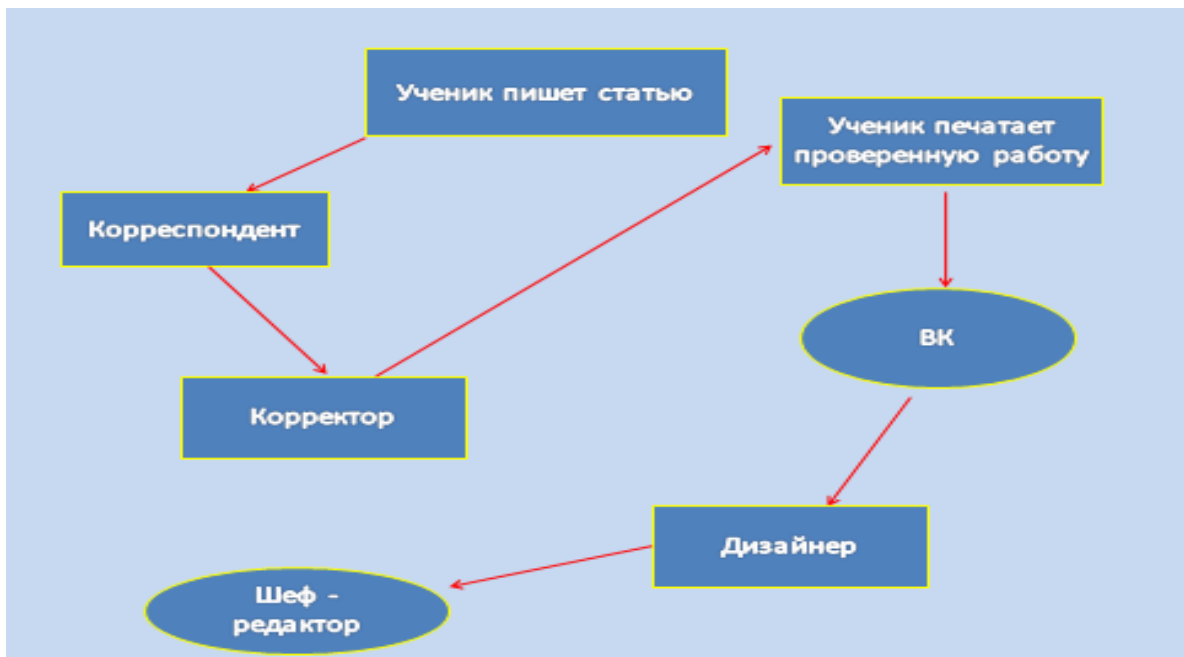 Ученик пишет статью
Ученик печатает
проверенную работу
Корреспондент
ВК
Корректор
Дизайнер
Шеф -
редактор